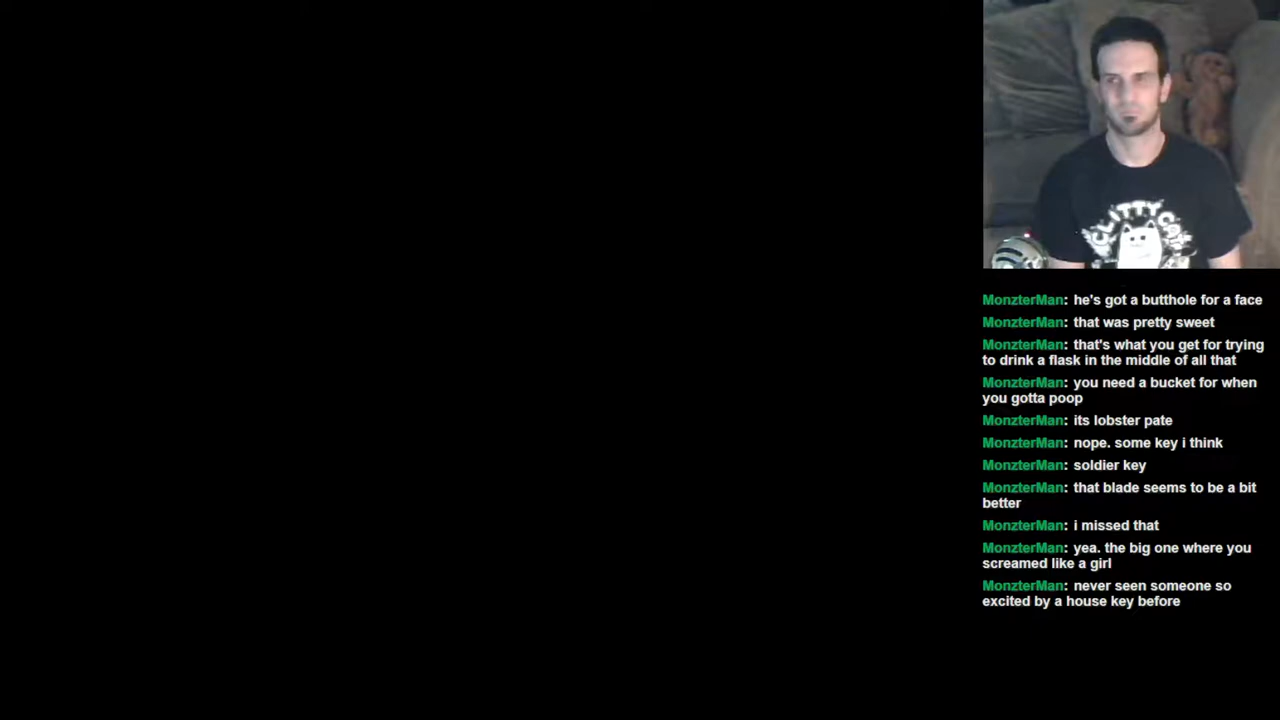 CLITTYCat
MonzterMan: he's got a butthole for a face
MonzterMan: that was pretty sweet
MonzterMan: that's what you get for trying
to drink a flask in the middle of all that
MonzterMan: you need a bucket for when
you gotta poop
MonzterMan: its lobster pate
MonzterMan: nope. some key i think
MonzterMan: soldier key
MonzterMan: that blade seems to be a bit
better
MonzterMan: i missed that
MonzterMan: yea. the big one where you
screamed like a girl
MonzterMan: never seen someone so
excited by a house key before